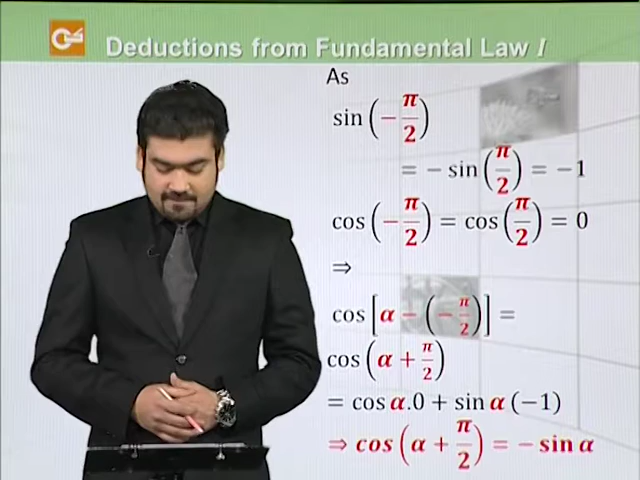 Deductions from Fundamental Law I
As
sin (−π/2)
= − sin (π/2) = −1
cos (−π/2) = cos (π/2) = 0
⇒
cos [α − (−π/2)] =
cos (α + π/2)
= cos α.0 + sin α (−1)
⇒ cos (α + π/2) = − sin α